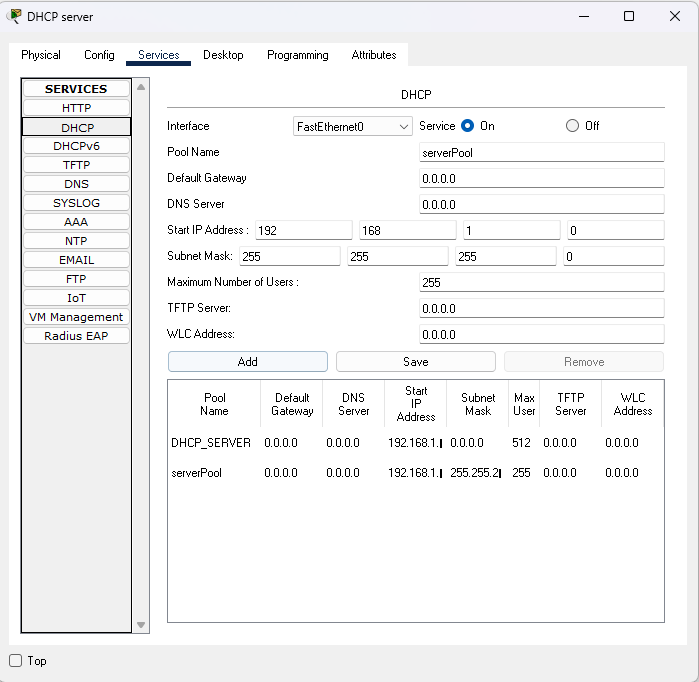 DHCP server
Physical Config Services Desktop Programming Attributes
SERVICES
HTTP
DHCP
DHCPv6
TFTP
DNS
SYSLOG
AAA
NTP
EMAIL
FTP
IoT
VM Management
Radius EAP
DHCP
Interface FastEthernet0 Service On Off
Pool Name serverPool
Default Gateway 0.0.0.0
DNS Server 0.0.0.0
Start IP Address : 192 168 1 0
Subnet Mask: 255 255 255 0
Maximum Number of Users : 255
TFTP Server: 0.0.0.0
WLC Address: 0.0.0.0
Add Save Remove
Pool Name Default Gateway DNS Server Start IP Address Subnet Mask Max User TFTP Server WLC Address
DHCP_SERVER 0.0.0.0 0.0.0.0 192.168.1. 0.0.0.0 512 0.0.0.0 0.0.0.0
serverPool 0.0.0.0 0.0.0.0 192.168.1. 255.255.2 255 0.0.0.0 0.0.0.0
Top